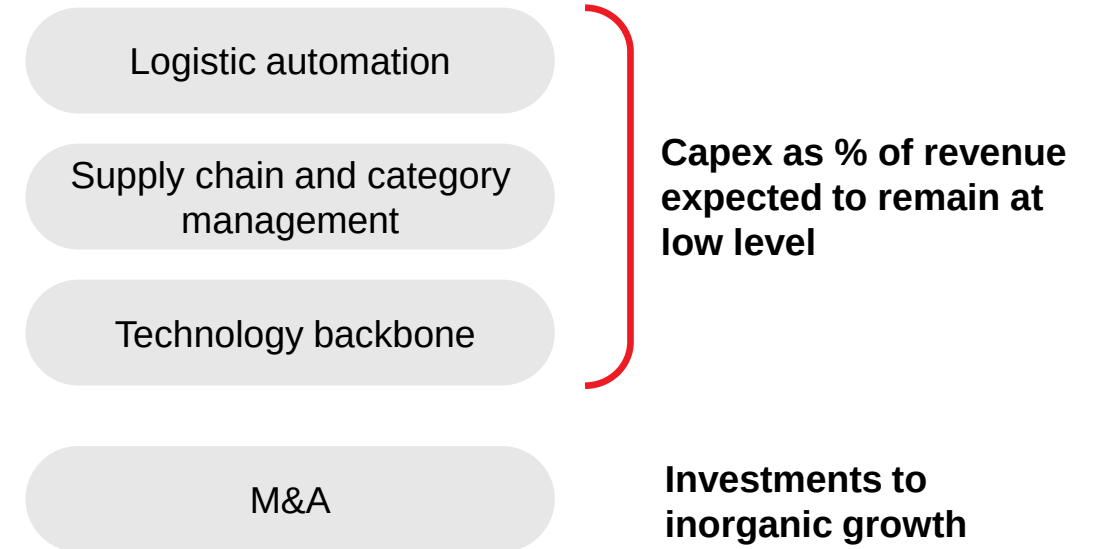 Logistic automation
Supply chain and category
management
Technology backbone
Capex as % of revenue
expected to remain at
low level
M&A
Investments to
inorganic growth